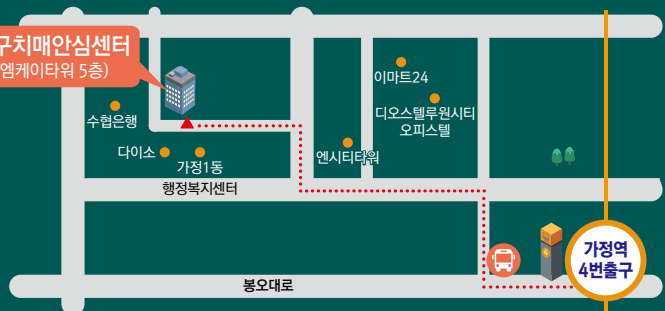 구치매안심센터
엠케이타워 5층)
이마트24
수협은행
디오스텔루원시티
오피스텔
다이소
가정1동
행정복지센터
엔시티타워
4
가정역
4번출구
봉오대로